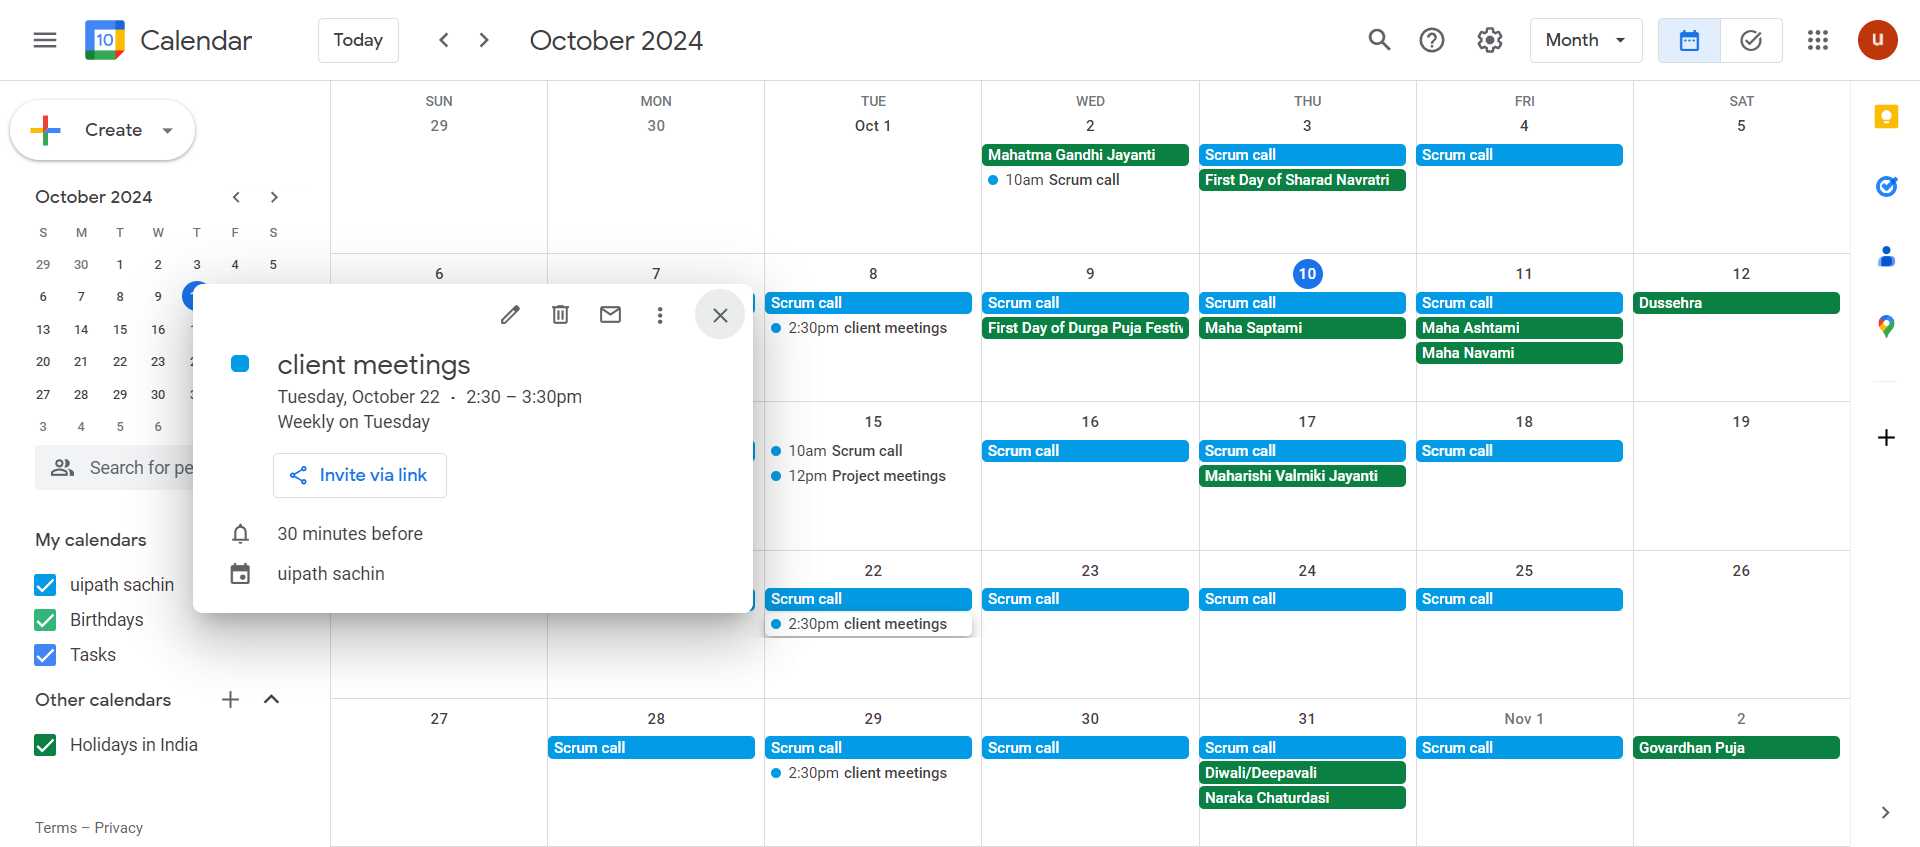 10
Calendar
Today
October 2024
Month
u
Create
October 2024
S M T W T F S
29 30 1 2 3 4 5
6 7 8 9
13 14 15 16
20 21 22 23
27 28 29 30
3 4 5 6
Search for pe
My calendars
uipath sachin
Birthdays
Tasks
Other calendars
Holidays in India
Terms – Privacy
SUN MON TUE WED THU FRI SAT
29 30 Oct 1 2 3 4 5
Mahatma Gandhi Jayanti Scrum call Scrum call
10am Scrum call First Day of Sharad Navratri
6 7 8 9 10 11 12
Scrum call Scrum call Scrum call Scrum call Dussehra
2:30pm client meetings First Day of Durga Puja Festiv Maha Saptami Maha Ashtami
Maha Navami
client meetings
Tuesday, October 22 · 2:30 – 3:30pm
Weekly on Tuesday
Invite via link
30 minutes before
uipath sachin
15 16 17 18 19
10am Scrum call Scrum call Scrum call Scrum call
12pm Project meetings Maharishi Valmiki Jayanti
22 23 24 25 26
Scrum call Scrum call Scrum call Scrum call
2:30pm client meetings
27 28 29 30 31 Nov 1 2
Scrum call Scrum call Scrum call Scrum call Scrum call Govardhan Puja
2:30pm client meetings Diwali/Deepavali
Naraka Chaturdasi